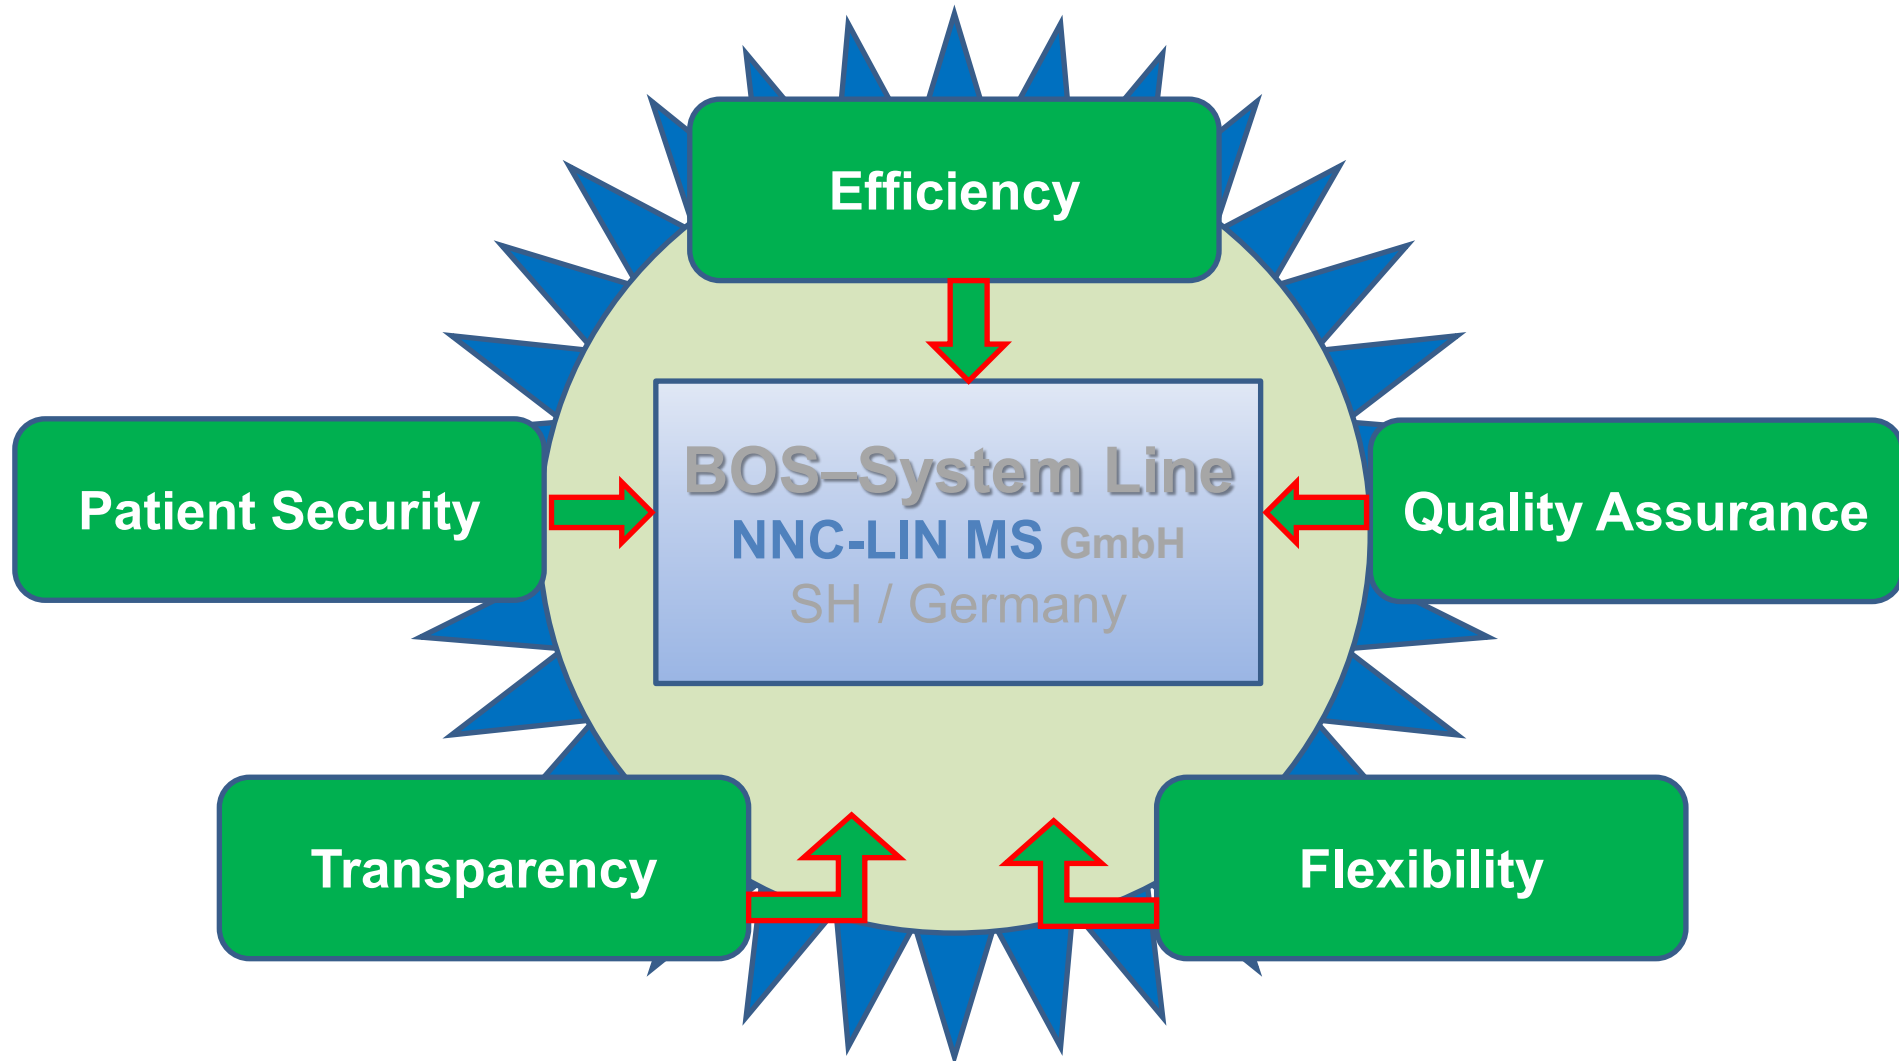 Efficiency
BOS–System Line
NNC-LIN MS GmbH
SH / Germany
Patient Security
Quality Assurance
Transparency
Flexibility